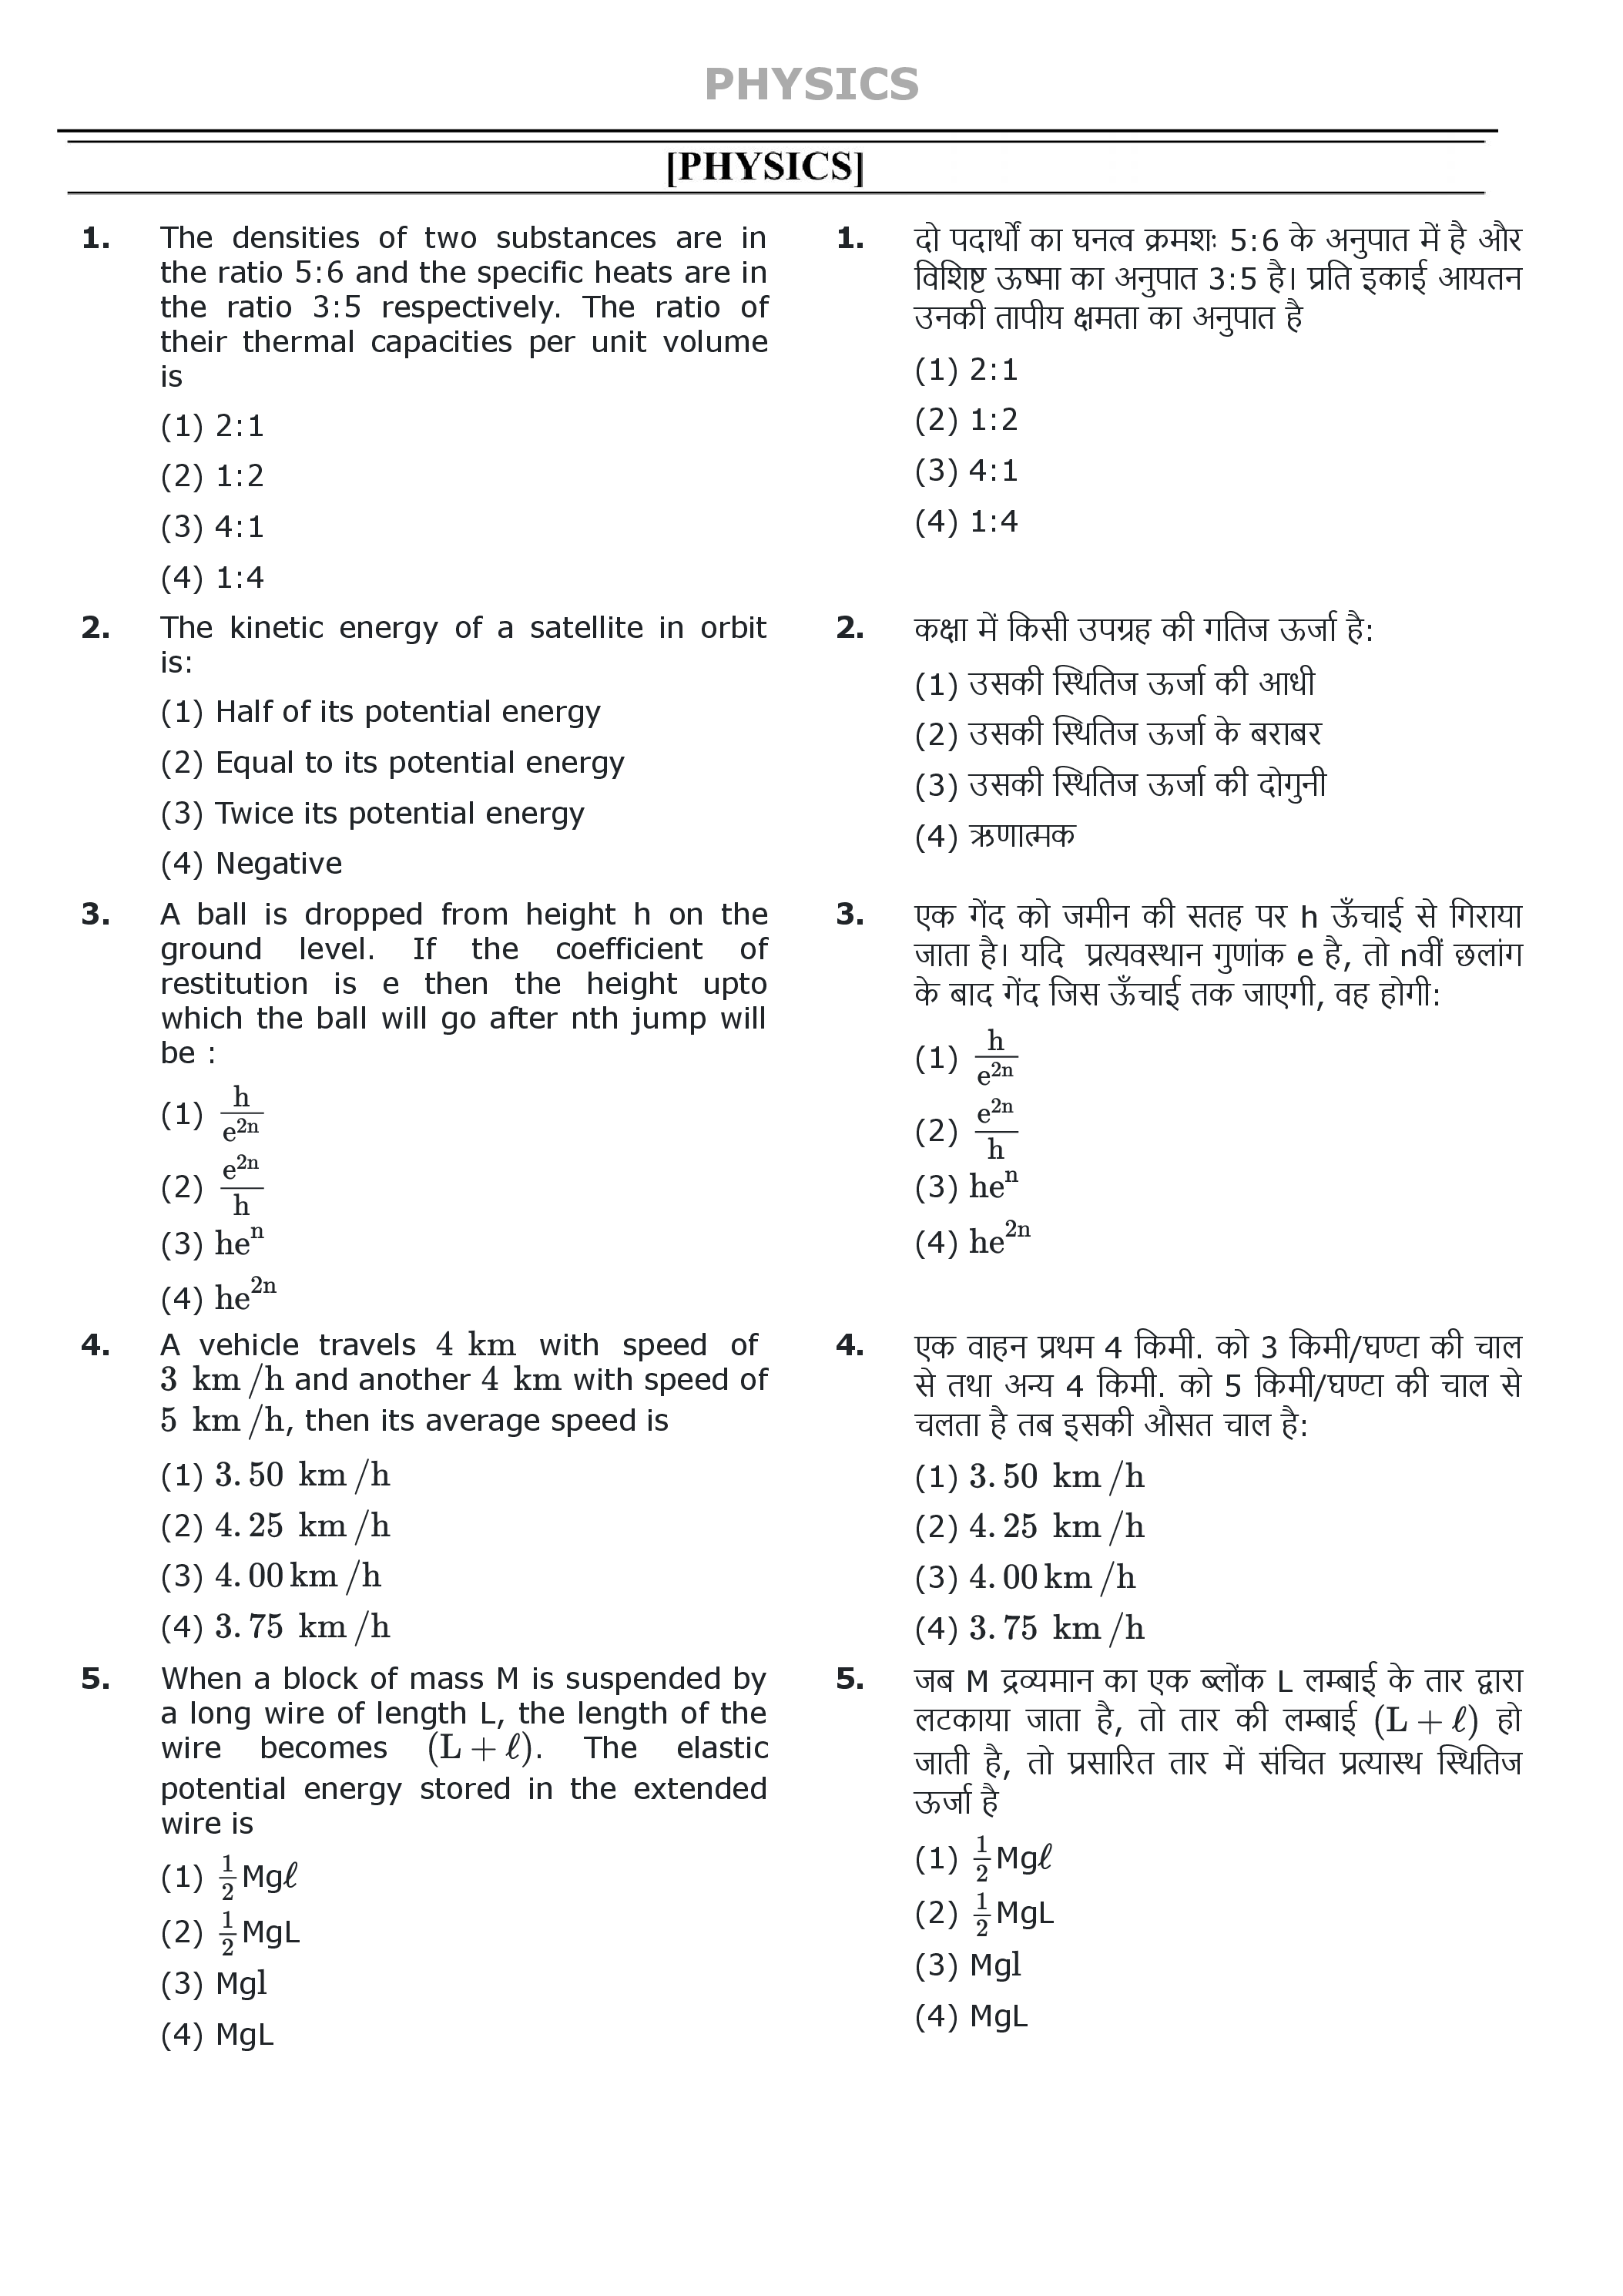 PHYSICS
[PHYSICS]
1. The densities of two substances are in
the ratio 5:6 and the specific heats are in
the ratio 3:5 respectively. The ratio of
their thermal capacities per unit volume
is
(1) 2:1
(2) 1:2
(3) 4:1
(4) 1:4
2. The kinetic energy of a satellite in orbit
is:
(1) Half of its potential energy
(2) Equal to its potential energy
(3) Twice its potential energy
(4) Negative
3. A ball is dropped from height h on the
ground level. If the coefficient of
restitution is e then the height upto
which the ball will go after nth jump will
be :
(1) h/e^{2n}
(2) e^{2n}/h
(3) he^n
(4) he^{2n}
4. A vehicle travels 4 km with speed of
3 km/h and another 4 km with speed of
5 km/h, then its average speed is
(1) 3.50 km/h
(2) 4.25 km/h
(3) 4.00 km/h
(4) 3.75 km/h
5. When a block of mass M is suspended by
a long wire of length L, the length of the
wire becomes (L + ℓ). The elastic
potential energy stored in the extended
wire is
(1) 1/2 Mgℓ
(2) 1/2 MgL
(3) Mgl
(4) MgL
1. दो पदार्थों का घनत्व क्रमशः 5:6 के अनुपात में है और
विशिष्ट ऊष्मा का अनुपात 3:5 है। प्रति इकाई आयतन
उनकी तापीय क्षमता का अनुपात है
(1) 2:1
(2) 1:2
(3) 4:1
(4) 1:4
2. कक्षा में किसी उपग्रह की गतिज ऊर्जा है:
(1) उसकी स्थितिज ऊर्जा की आधी
(2) उसकी स्थितिज ऊर्जा के बराबर
(3) उसकी स्थितिज ऊर्जा की दोगुनी
(4) ऋणात्मक
3. एक गेंद को जमीन की सतह पर h ऊँचाई से गिराया
जाता है। यदि प्रत्यवस्थान गुणांक e है, तो nवीं छलांग
के बाद गेंद जिस ऊँचाई तक जाएगी, वह होगी:
(1) h/e^{2n}
(2) e^{2n}/h
(3) he^n
(4) he^{2n}
4. एक वाहन प्रथम 4 किमी. को 3 किमी/घण्टा की चाल
से तथा अन्य 4 किमी. को 5 किमी/घण्टा की चाल से
चलता है तब इसकी औसत चाल है:
(1) 3.50 km/h
(2) 4.25 km/h
(3) 4.00 km/h
(4) 3.75 km/h
5. जब M द्रव्यमान का एक ब्लोंक L लम्बाई के तार द्वारा
लटकाया जाता है, तो तार की लम्बाई (L + ℓ) हो
जाती है, तो प्रसारित तार में संचित प्रत्यास्थ स्थितिज
ऊर्जा है
(1) 1/2 Mgℓ
(2) 1/2 MgL
(3) Mgl
(4) MgL